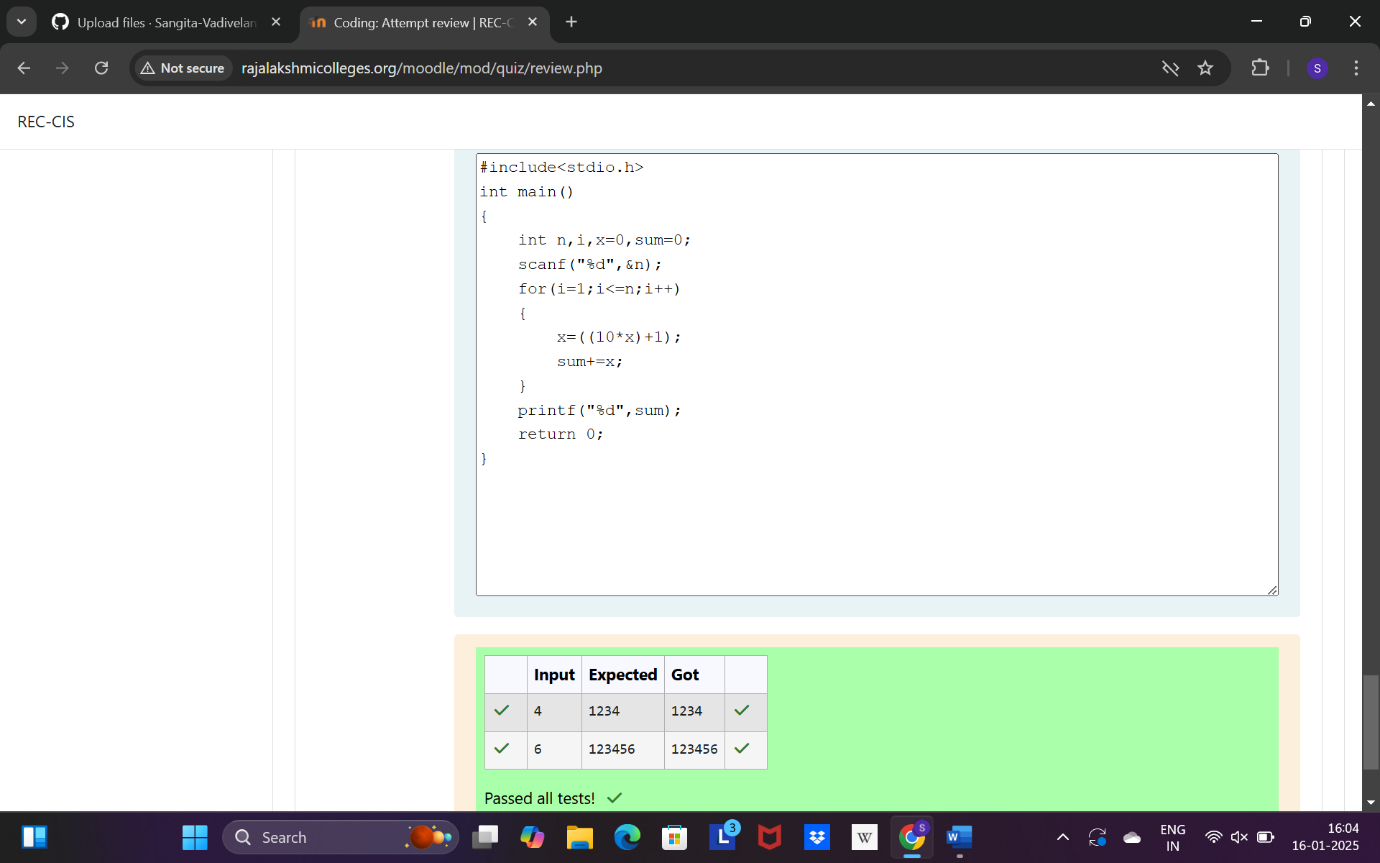 Upload files · Sangita-Vadivelan
Coding: Attempt review | REC-C
Not secure
rajalakshmicolleges.org/moodle/mod/quiz/review.php
S
REC-CIS
#include<stdio.h>
int main()
{
    int n,i,x=0,sum=0;
    scanf("%d",&n);
    for(i=1;i<=n;i++)
    {
        x=((10*x)+1);
        sum+=x;
    }
    printf("%d",sum);
    return 0;
}
Input Expected Got
4 1234 1234
6 123456 123456
Passed all tests!
Search
L 3
W
S
W
ENG
IN
16:04
16-01-2025